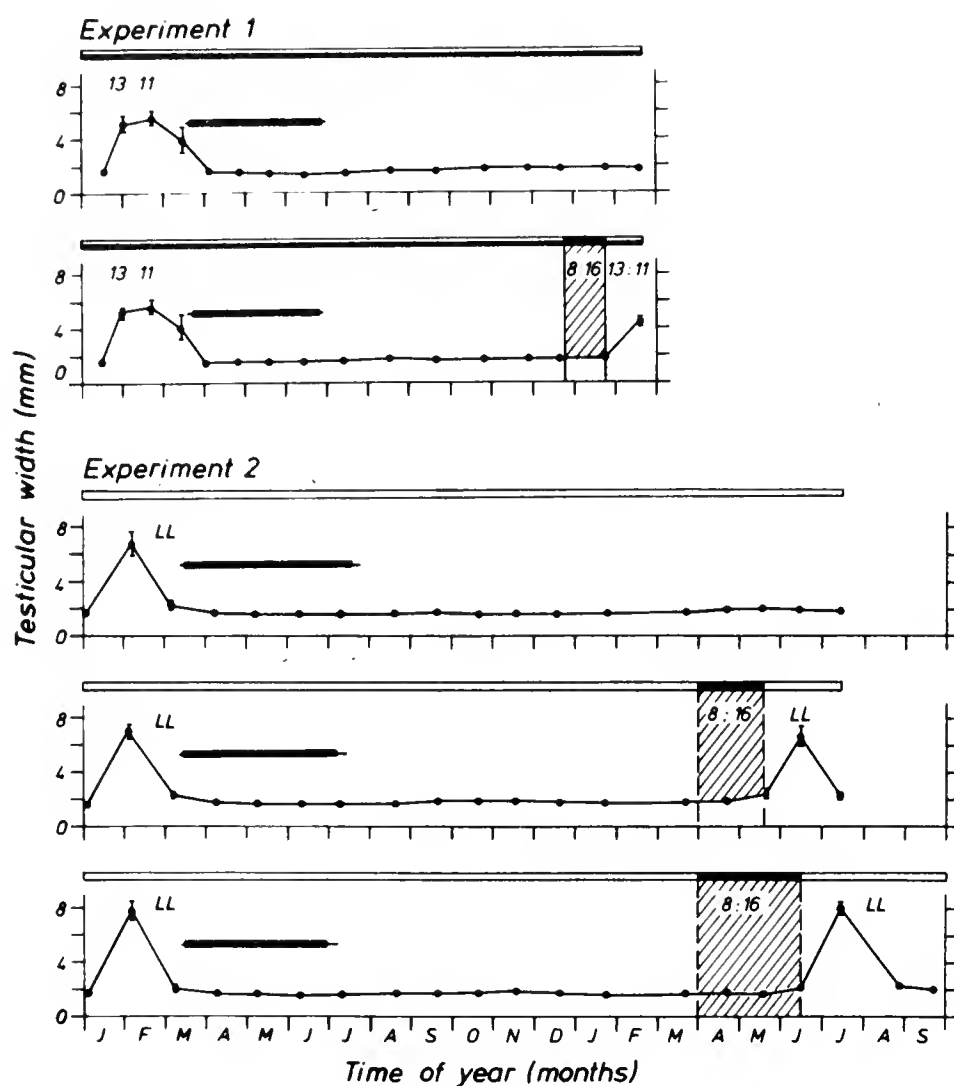 Experiment 1
8
4
0
13 11
8
4
0
13 11
8 16
13:11
Testicular width (mm)
Experiment 2
8
4
0
LL
8
4
0
LL
8:16
LL
8
4
0
LL
8:16
LL
J F M A M J J A S O N D J F M A M J J A S
Time of year (months)